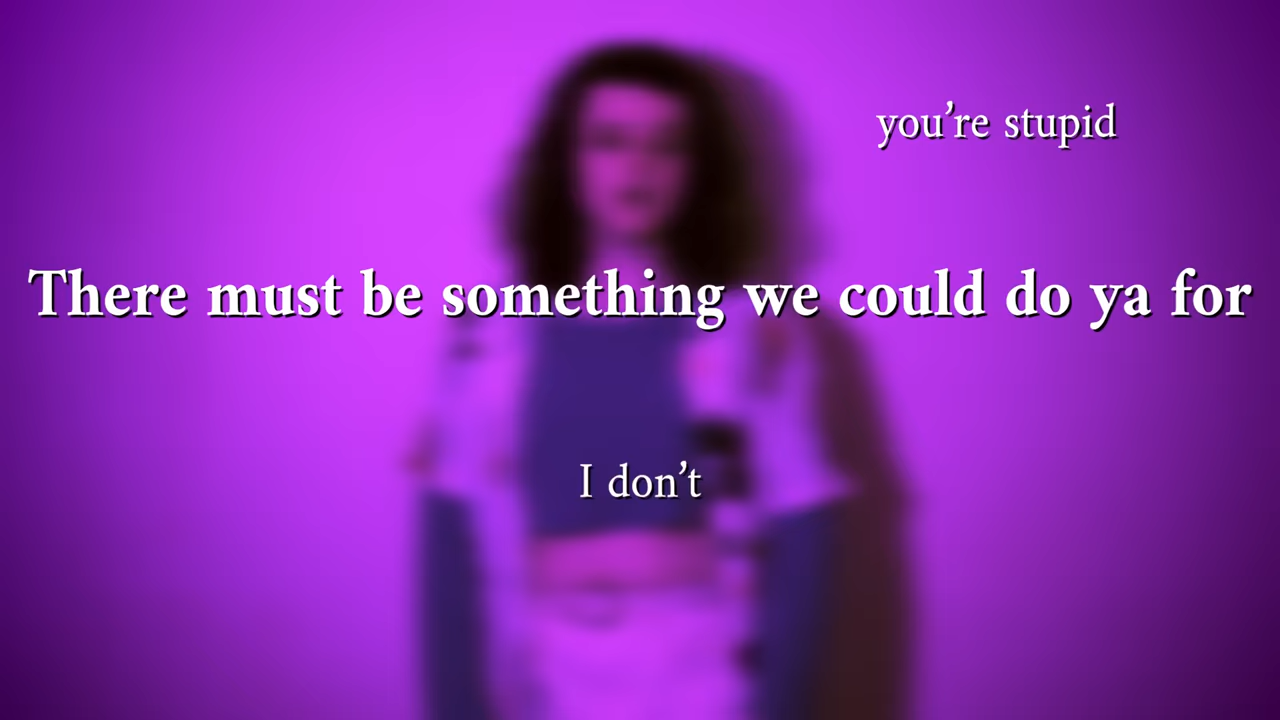 you’re stupid
There must be something we could do ya for
I don’t